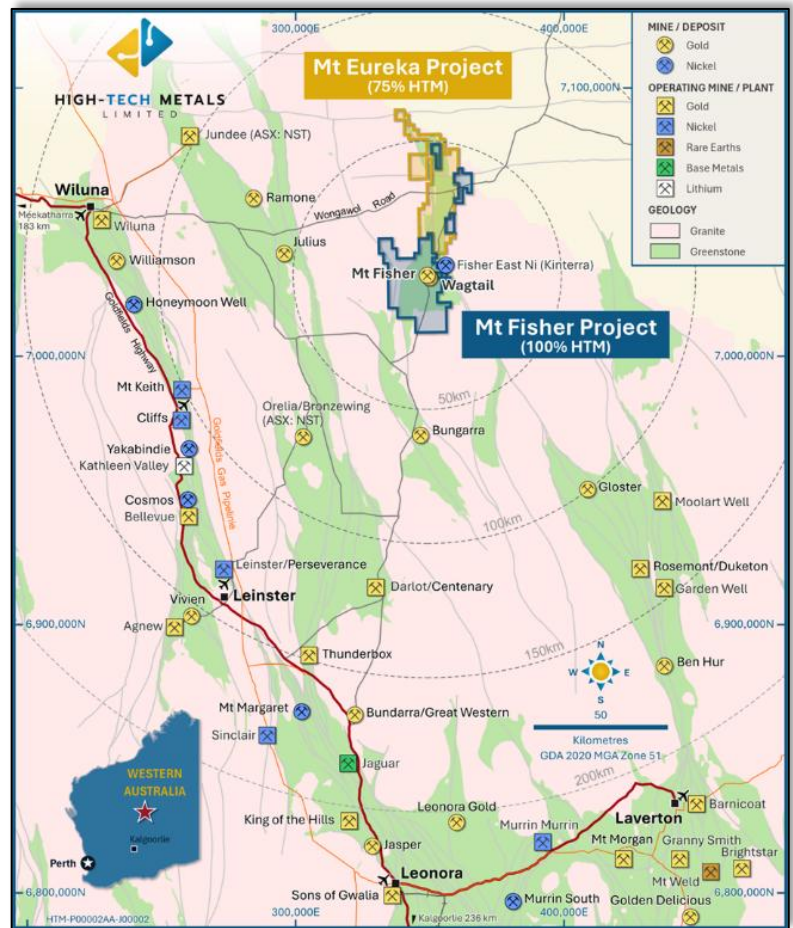 300,000E
400,000E
HIGH-TECH METALS
LIMITED
Mt Eureka Project
(75% HTM)
7,100,000N
MINE / DEPOSIT
Gold
Nickel
OPERATING MINE / PLANT
Gold
Nickel
Rare Earths
Base Metals
Lithium
GEOLOGY
Granite
Greenstone
Jundee (ASX: NST)
Wiluna
Meekatharra
183 km
Wiluna
Ramone
Wongawol Road
Williamson
Julius
Mt Fisher
Fisher East Ni (Kinterra)
Wagtail
Honeymoon Well
Goldfields Highway
Mt Fisher Project
(100% HTM)
7,000,000N
7,000,000N
Mt Keith
50km
Cliffs
Orelia/Bronzewing
(ASX: NST)
Bungarra
Yakabindie
Kathleen Valley
Goldfields Gas Pipelinie
Cosmos
Bellevue
Gloster
Moolart Well
100km
Leinster/Perseverance
Leinster
Darlot/Centenary
Rosemont/Duketon
Garden Well
Vivien
Agnew
6,900,000N
6,900,000N
150km
Thunderbox
Ben Hur
W
N
E
S
50
Kilometres
GDA 2020 MGA Zone 51
Mt Margaret
Bundarra/Great Western
Sinclair
Jaguar
200km
WESTERN
AUSTRALIA
Kalgoorlie
Perth
King of the Hills
Leonora Gold
Laverton
Barnicoat
Murrin Murrin
Jasper
Mt Morgan
Granny Smith
Brightstar
Leonora
Mt Weld
Sons of Gwalia
6,800,000N
6,800,000N
Murrin South
Golden Delicious
HTM-P00002AA-J00002
300,000E
Kalgoorlie 236 km
400,000E